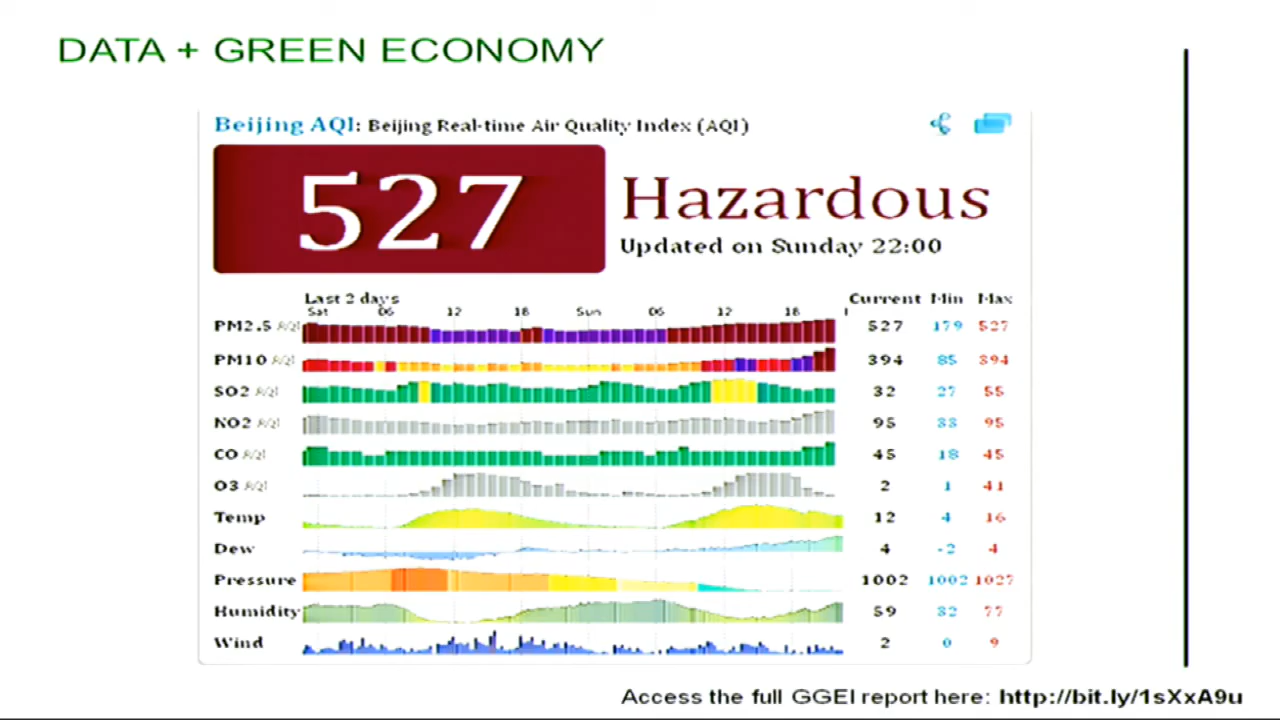 DATA + GREEN ECONOMY
Beijing AQI: Beijing Real-time Air Quality Index (AQI)
527
Hazardous
Updated on Sunday 22:00
Last 2 days Current Min Max
Sat 06 12 18 Sun 06 12 18
PM2.5 AQI 527 179 527
PM10 AQI 394 85 394
SO2 AQI 32 27 55
NO2 AQI 95 33 95
CO AQI 45 18 45
O3 AQI 2 1 41
Temp 12 4 16
Dew 4 -2 4
Pressure 1002 1002 1027
Humidity 59 32 77
Wind 2 0 9
Access the full GGEI report here: http://bit.ly/1sXxA9u